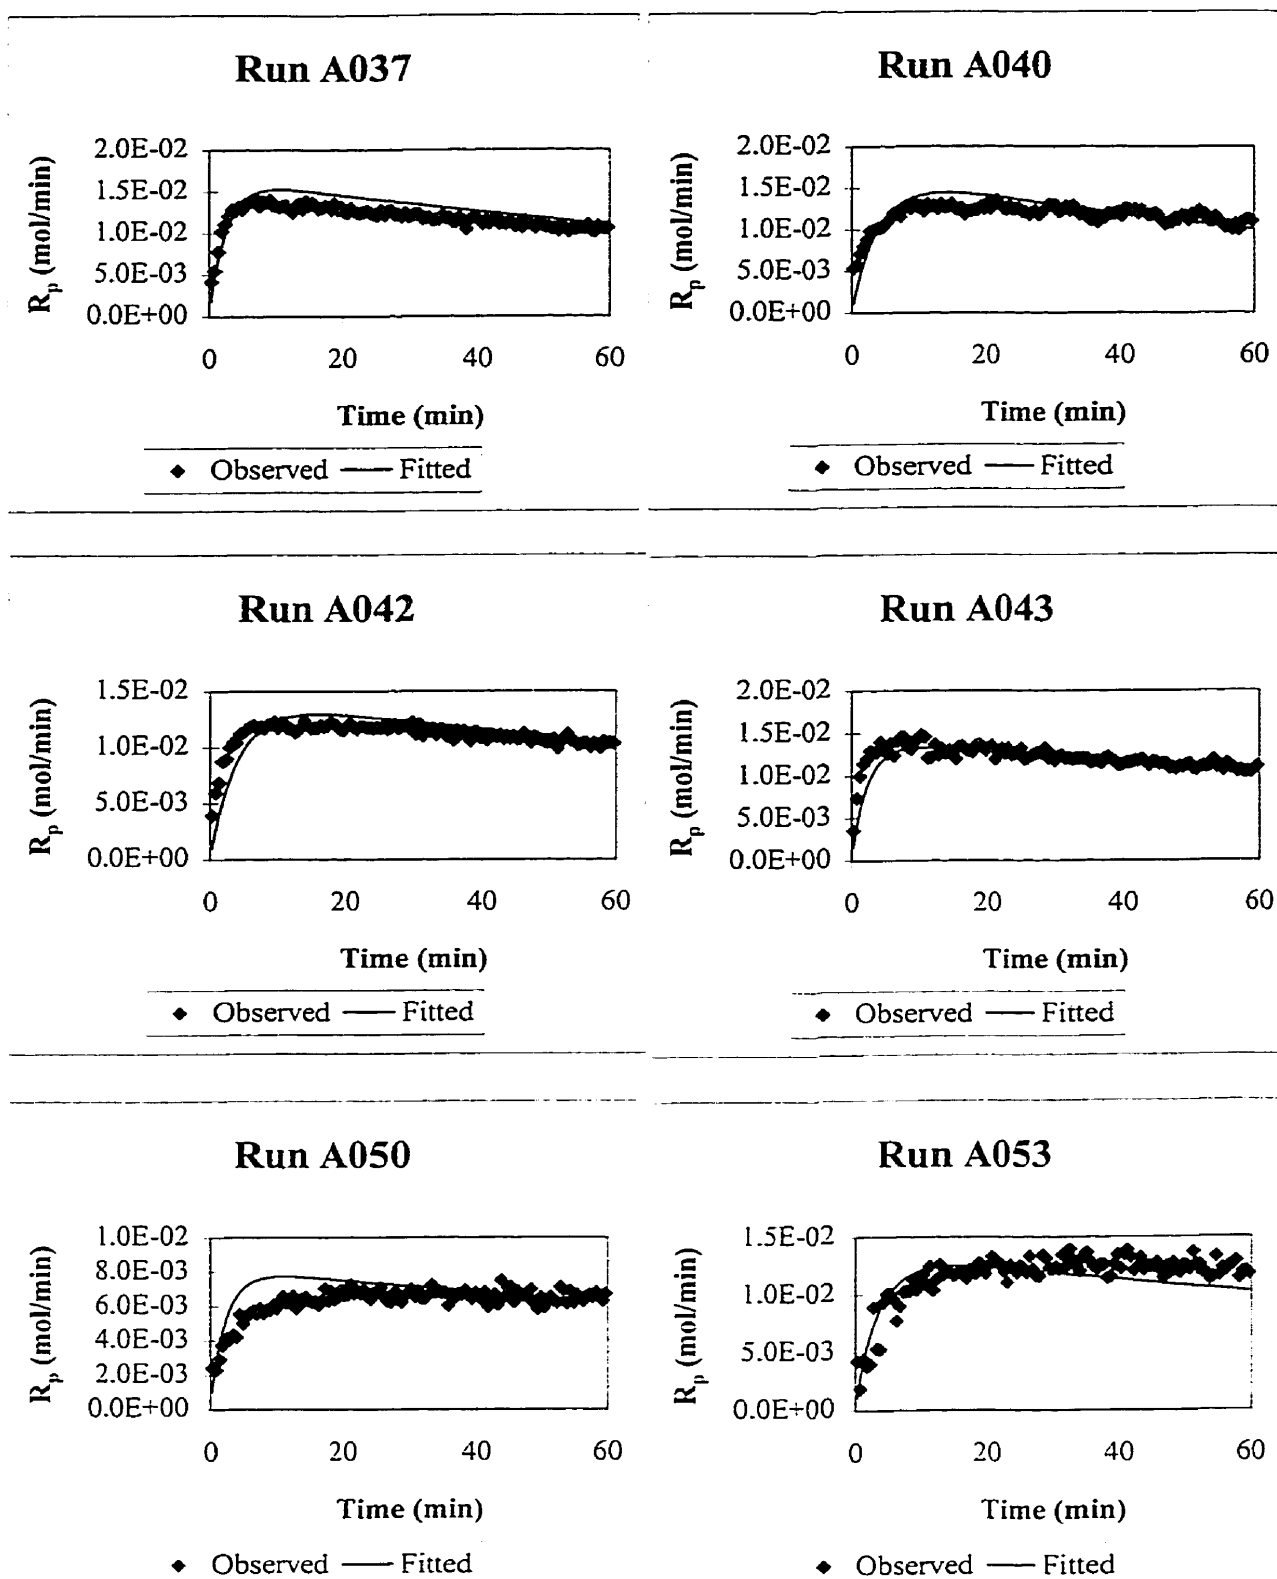 Run A037
2.0E-02
1.5E-02
1.0E-02
5.0E-03
0.0E+00
R_p (mol/min)
0 20 40 60
Time (min)
Observed Fitted
Run A040
2.0E-02
1.5E-02
1.0E-02
5.0E-03
0.0E+00
R_p (mol/min)
0 20 40 60
Time (min)
Observed Fitted
Run A042
1.5E-02
1.0E-02
5.0E-03
0.0E+00
R_p (mol/min)
0 20 40 60
Time (min)
Observed Fitted
Run A043
2.0E-02
1.5E-02
1.0E-02
5.0E-03
0.0E+00
R_p (mol/min)
0 20 40 60
Time (min)
Observed Fitted
Run A050
1.0E-02
8.0E-03
6.0E-03
4.0E-03
2.0E-03
0.0E+00
R_p (mol/min)
0 20 40 60
Time (min)
Observed Fitted
Run A053
1.5E-02
1.0E-02
5.0E-03
0.0E+00
R_p (mol/min)
0 20 40 60
Time (min)
Observed Fitted